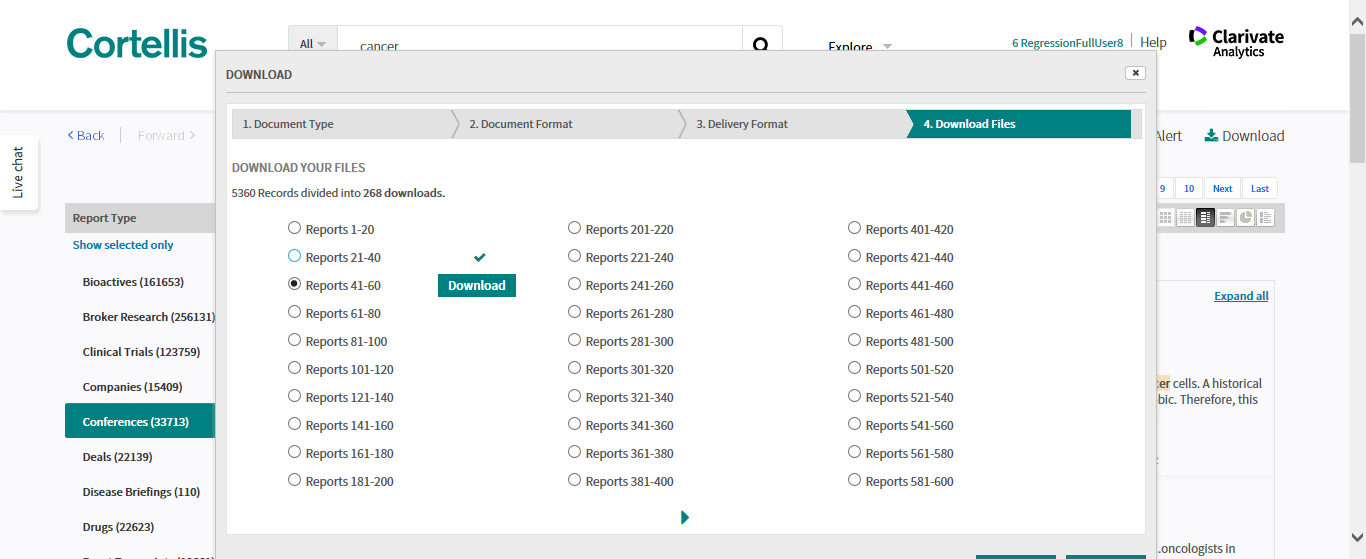 Cortellis
All
cancer
Explore
6 RegressionFullUser8
Help
Clarivate
Analytics
DOWNLOAD
1. Document Type
2. Document Format
3. Delivery Format
4. Download Files
Back
Forward
Alert
Download
Live chat
DOWNLOAD YOUR FILES
5360 Records divided into 268 downloads.
9
10
Next
Last
Report Type
Show selected only
Bioactives (161653)
Broker Research (256131)
Clinical Trials (123759)
Companies (15409)
Conferences (33713)
Deals (22139)
Disease Briefings (110)
Drugs (22623)
Reports 1-20
Reports 21-40
Reports 41-60
Download
Reports 61-80
Reports 81-100
Reports 101-120
Reports 121-140
Reports 141-160
Reports 161-180
Reports 181-200
Reports 201-220
Reports 221-240
Reports 241-260
Reports 261-280
Reports 281-300
Reports 301-320
Reports 321-340
Reports 341-360
Reports 361-380
Reports 381-400
Reports 401-420
Reports 421-440
Reports 441-460
Reports 461-480
Reports 481-500
Reports 501-520
Reports 521-540
Reports 541-560
Reports 561-580
Reports 581-600
Expand all
cer cells. A historical
bic. Therefore, this
...oncologists in